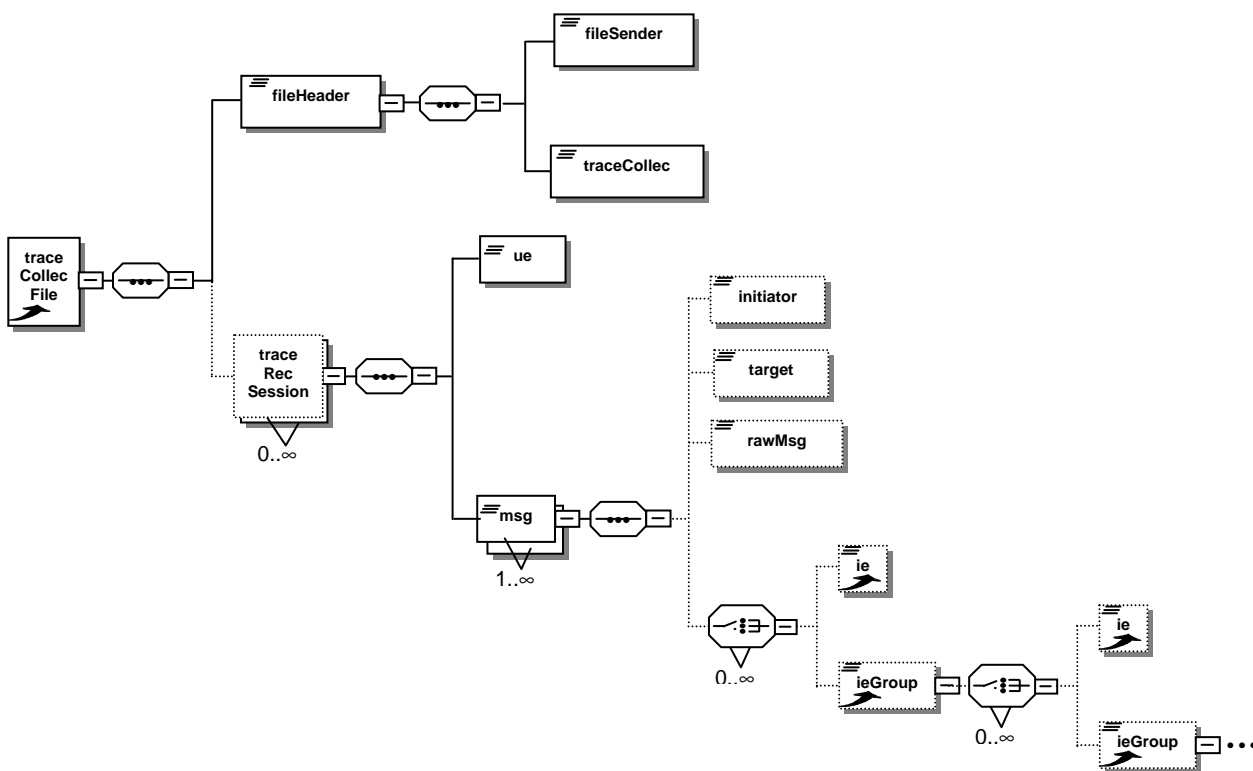 fileSender
fileHeader
traceCollec
trace
Collec
File
ue
initiator
trace
Rec
Session
target
0..∞
rawMsg
msg
1..∞
ie
ie
0..∞
ieGroup
0..∞
ieGroup
•••